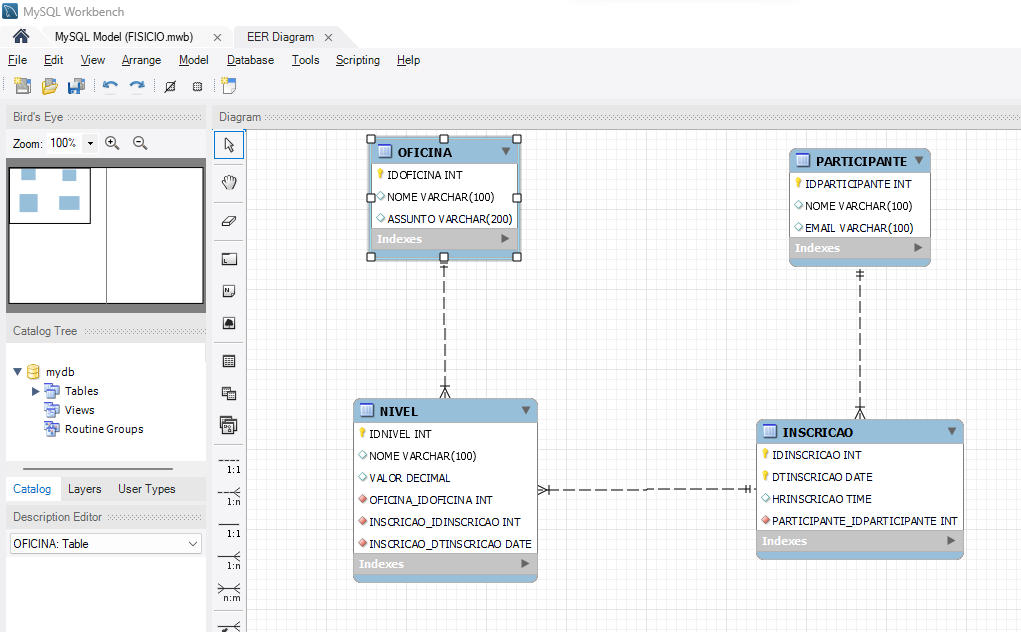 MySQL Workbench
MySQL Model (FISICIO.mwb)
EER Diagram
File Edit View Arrange Model Database Tools Scripting Help
Bird's Eye
Diagram
Zoom: 100%
OFICINA
IDOFICINA INT
NOME VARCHAR(100)
ASSUNTO VARCHAR(200)
Indexes
PARTICIPANTE
IDPARTICIPANTE INT
NOME VARCHAR(100)
EMAIL VARCHAR(100)
Indexes
Catalog Tree
mydb
Tables
Views
Routine Groups
Catalog Layers User Types
Description Editor
OFICINA: Table
1:1
1:n
1:1
1:n
n:m
NIVEL
IDNIVEL INT
NOME VARCHAR(100)
VALOR DECIMAL
OFICINA_IDOFICINA INT
INSCRICAO_IDINSCRICAO INT
INSCRICAO_DTINSCRICAO DATE
Indexes
INSCRICAO
IDINSCRICAO INT
DTINSCRICAO DATE
HRINSCRICAO TIME
PARTICIPANTE_IDPARTICIPANTE INT
Indexes